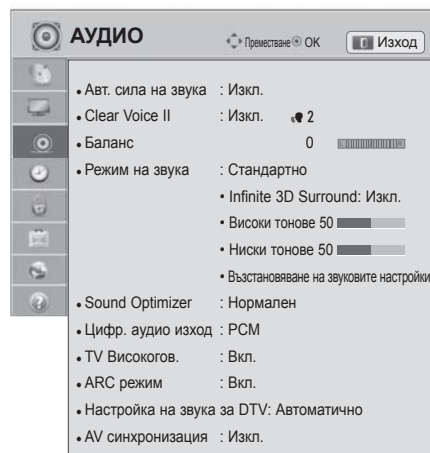 АУДИО Преместване OK Изход
• Авт. сила на звука : Изкл.
• Clear Voice II : Изкл. 2
• Баланс 0 L R
• Режим на звука : Стандартно
• Infinite 3D Surround: Изкл.
• Високи тонове 50
• Ниски тонове 50
• Възстановяване на звуковите настройки
• Sound Optimizer : Нормален
• Цифр. аудио изход : PCM
• TV Високогов. : Вкл.
• ARC режим : Вкл.
• Настройка на звука за DTV: Автоматично
• AV синхронизация : Изкл.